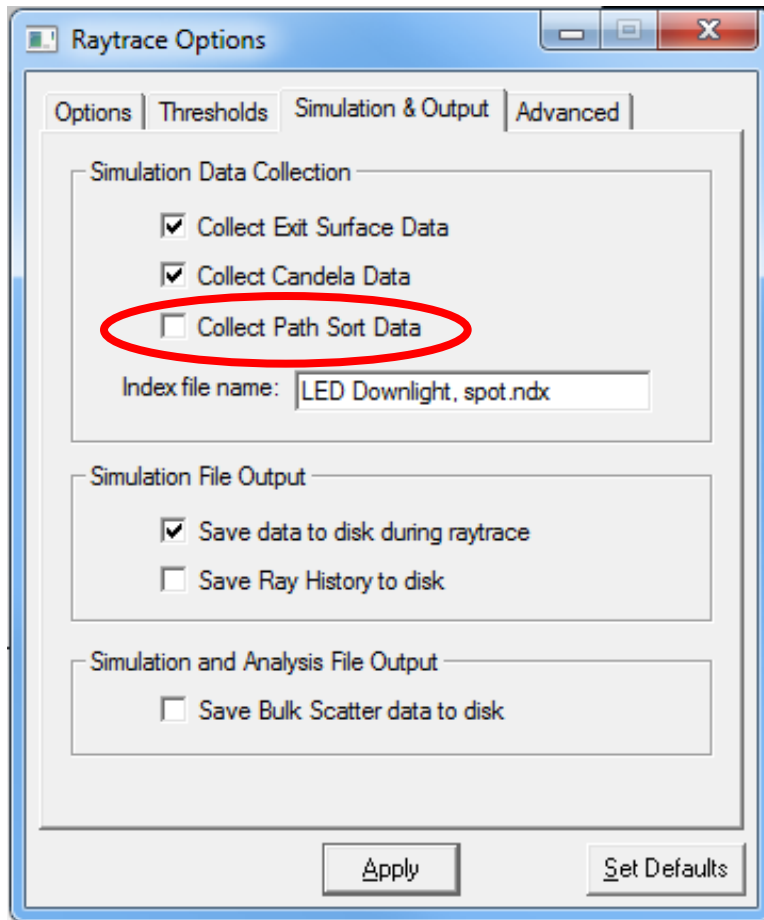 Raytrace Options
Options Thresholds Simulation & Output Advanced
Simulation Data Collection
Collect Exit Surface Data
Collect Candela Data
Collect Path Sort Data
Index file name: LED Downlight, spot.ndx
Simulation File Output
Save data to disk during raytrace
Save Ray History to disk
Simulation and Analysis File Output
Save Bulk Scatter data to disk
Apply Set Defaults